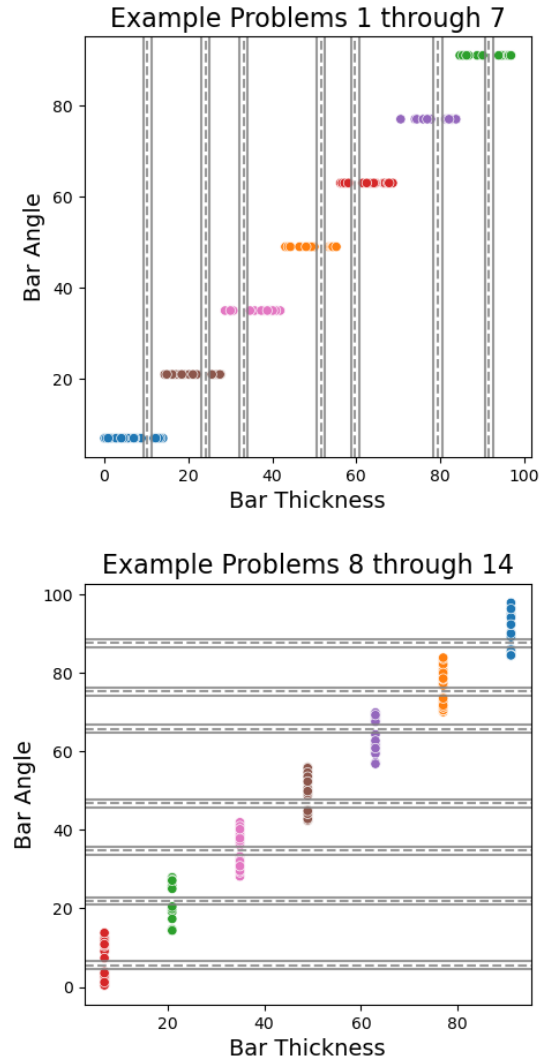 Example Problems 1 through 7
80
60
40
20
0 20 40 60 80 100
Bar Angle
Bar Thickness
Example Problems 8 through 14
100
80
60
40
20
0
20 40 60 80
Bar Angle
Bar Thickness